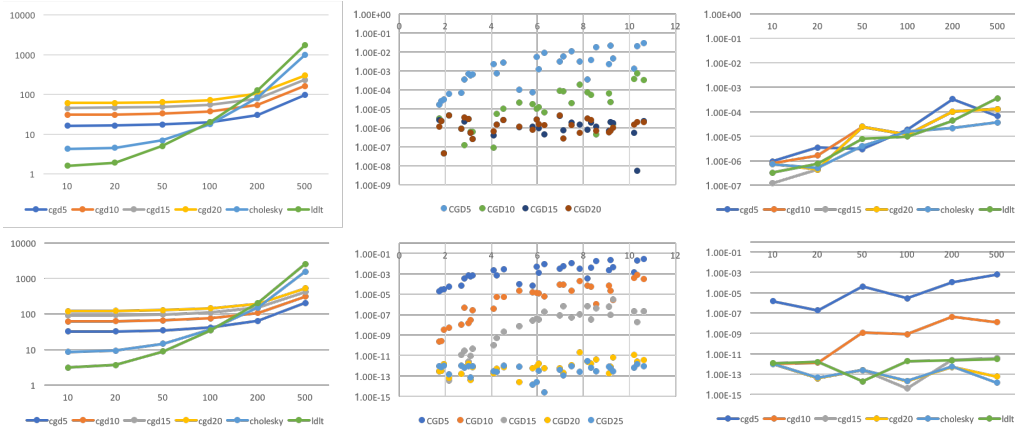 10000
1000
100
10
1
10 20 50 100 200 500
cgd5 cgd10 cgd15 cgd20 cholesky ldlt
1.00E+00
1.00E-01
1.00E-02
1.00E-03
1.00E-04
1.00E-05
1.00E-06
1.00E-07
1.00E-08
1.00E-09
0 2 4 6 8 10 12
CGD5 CGD10 CGD15 CGD20
1.00E+00
1.00E-01
1.00E-02
1.00E-03
1.00E-04
1.00E-05
1.00E-06
1.00E-07
10 20 50 100 200 500
cgd5 cgd10 cgd15 cgd20 cholesky ldlt
10000
1000
100
10
1
10 20 50 100 200 500
cgd5 cgd10 cgd15 cgd20 cholesky ldlt
1.00E-01
1.00E-03
1.00E-05
1.00E-07
1.00E-09
1.00E-11
1.00E-13
1.00E-15
0 2 4 6 8 10 12
CGD5 CGD10 CGD15 CGD20 CGD25
1.00E-01
1.00E-03
1.00E-05
1.00E-07
1.00E-09
1.00E-11
1.00E-13
1.00E-15
10 20 50 100 200 500
cgd5 cgd10 cgd15 cgd20 cholesky ldlt